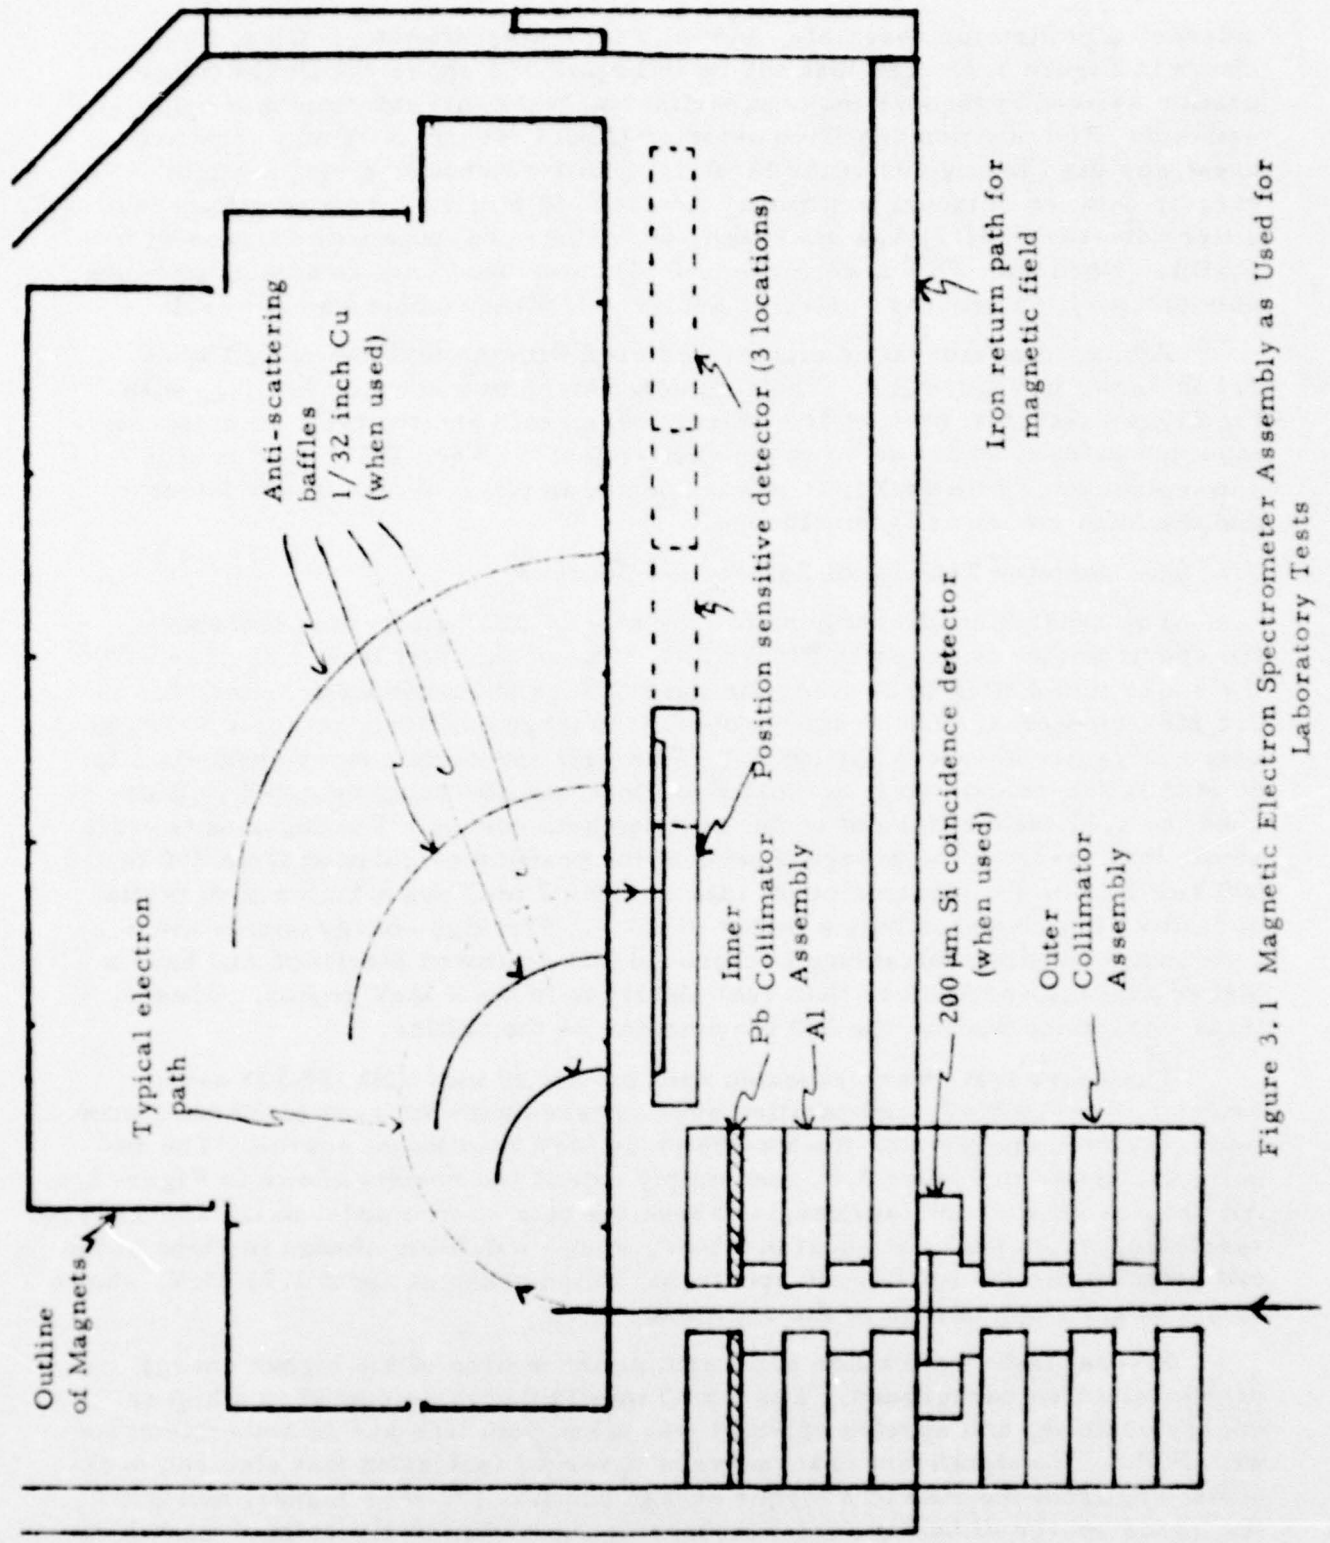 Outline
of Magnets
Typical electron
path
Anti-scattering
baffles
1/32 inch Cu
(when used)
Inner
Pb Collimator
Assembly
Al
Position sensitive detector (3 locations)
200 μm Si coincidence detector
(when used)
Outer
Collimator
Assembly
Iron return path for
magnetic field
Figure 3.1 Magnetic Electron Spectrometer Assembly as Used for
Laboratory Tests